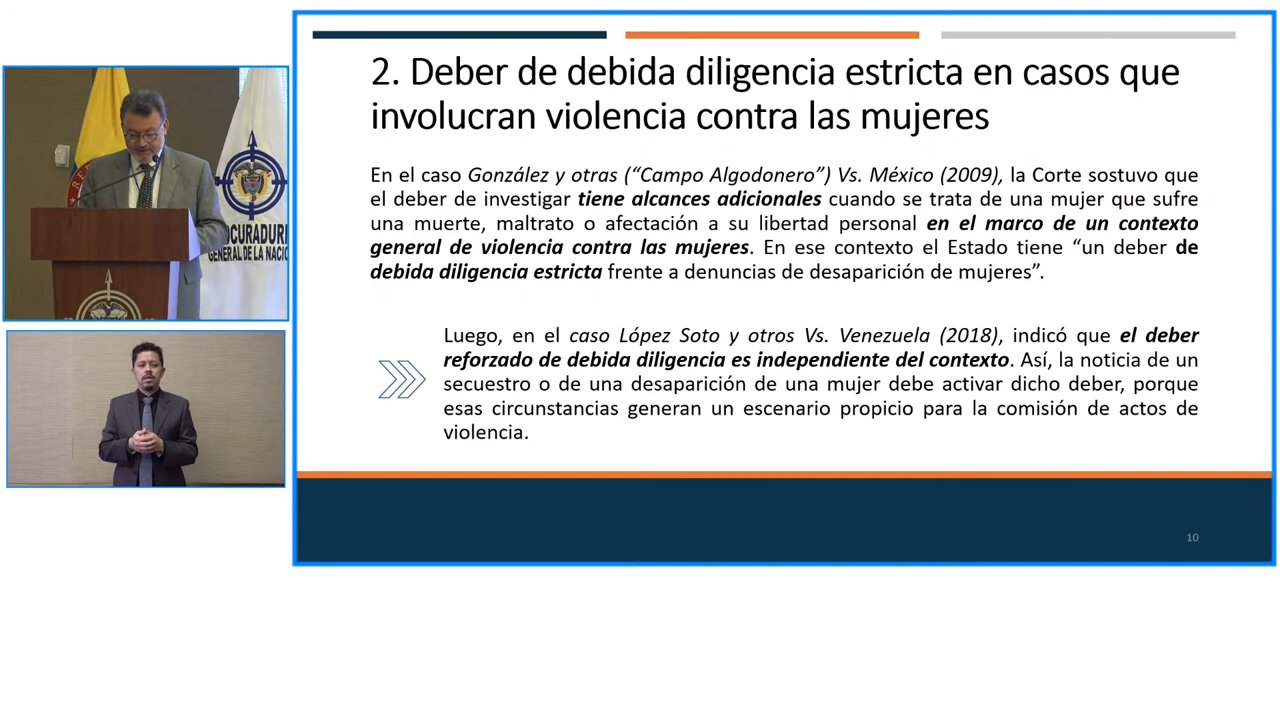 2. Deber de debida diligencia estricta en casos que
involucran violencia contra las mujeres
En el caso González y otras (“Campo Algodonero”) Vs. México (2009), la Corte sostuvo que
el deber de investigar tiene alcances adicionales cuando se trata de una mujer que sufre
una muerte, maltrato o afectación a su libertad personal en el marco de un contexto
general de violencia contra las mujeres. En ese contexto el Estado tiene “un deber de
debida diligencia estricta frente a denuncias de desaparición de mujeres”.
Luego, en el caso López Soto y otros Vs. Venezuela (2018), indicó que el deber
reforzado de debida diligencia es independiente del contexto. Así, la noticia de un
secuestro o de una desaparición de una mujer debe activar dicho deber, porque
esas circunstancias generan un escenario propicio para la comisión de actos de
violencia.
10
OCURADURI
GENERAL DE LA NACIO